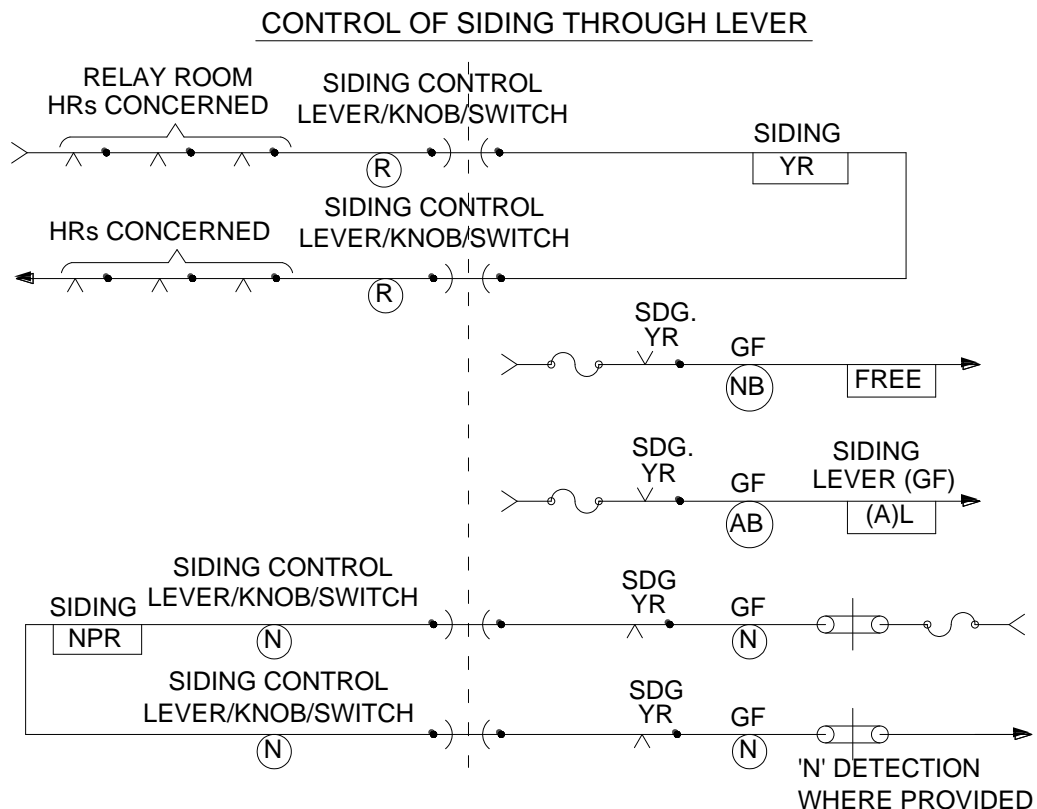 CONTROL OF SIDING THROUGH LEVER
RELAY ROOM
HRs CONCERNED
SIDING CONTROL
LEVER/KNOB/SWITCH
R
SIDING
YR
HRs CONCERNED
SIDING CONTROL
LEVER/KNOB/SWITCH
R
SDG.
YR
GF
NB
FREE
SDG.
YR
GF
AB
SIDING
LEVER (GF)
(A)L
SIDING
NPR
SIDING CONTROL
LEVER/KNOB/SWITCH
N
SDG
YR
GF
N
SIDING CONTROL
LEVER/KNOB/SWITCH
N
SDG
YR
GF
N
'N' DETECTION
WHERE PROVIDED